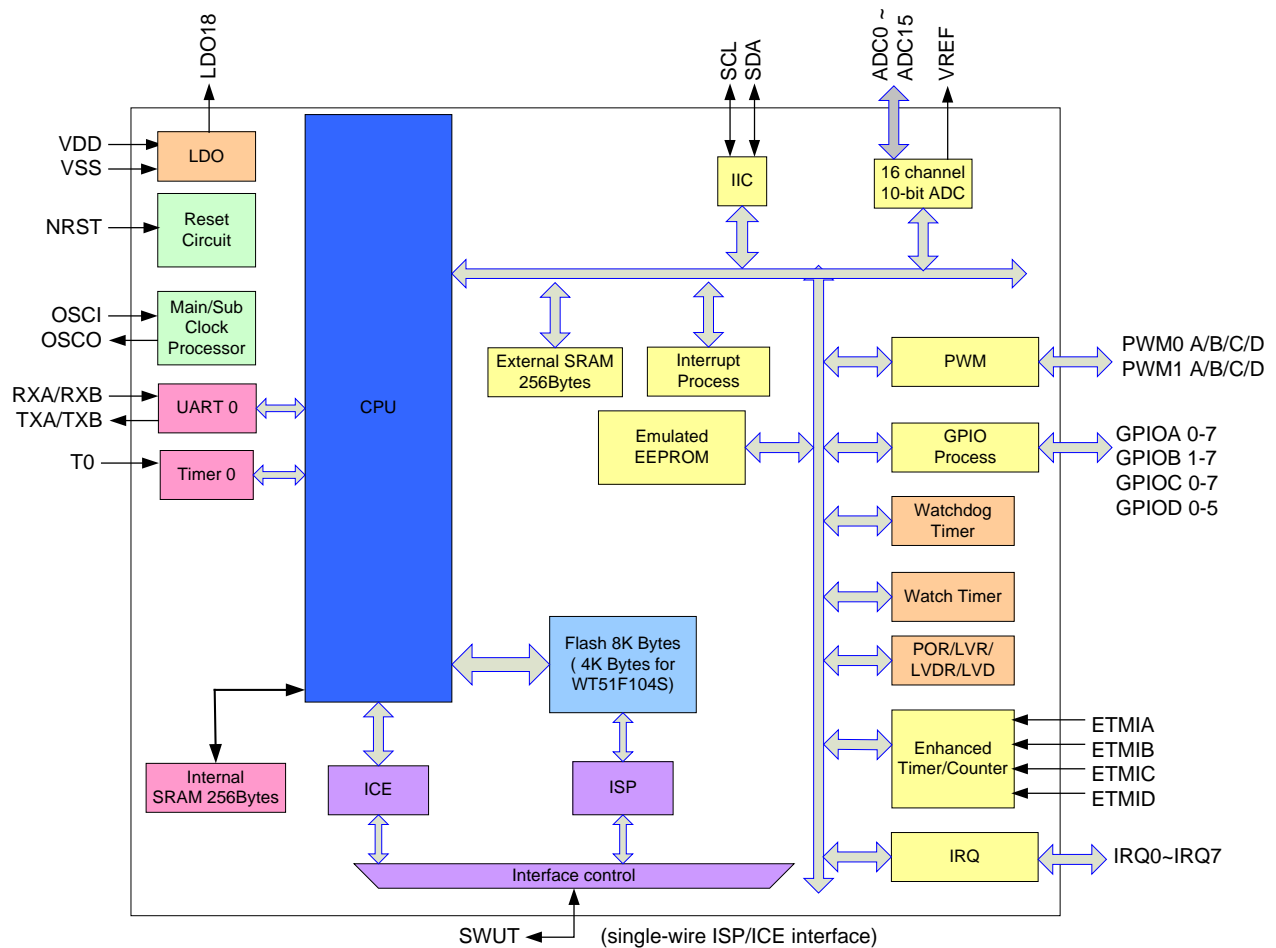 LDO18
SCL
SDA
ADC0 ~
ADC15
VREF
VDD
VSS
LDO
NRST
Reset
Circuit
OSCI
OSCO
Main/Sub
Clock
Processor
RXA/RXB
TXA/TXB
UART 0
T0
Timer 0
CPU
IIC
16 channel
10-bit ADC
External SRAM
256Bytes
Interrupt
Process
Emulated
EEPROM
PWM
PWM0 A/B/C/D
PWM1 A/B/C/D
GPIO
Process
GPIOA 0-7
GPIOB 1-7
GPIOC 0-7
GPIOD 0-5
Watchdog
Timer
Watch Timer
POR/LVR/
LVDR/LVD
Flash 8K Bytes
( 4K Bytes for
WT51F104S)
Enhanced
Timer/Counter
ETMIA
ETMIB
ETMIC
ETMID
Internal
SRAM 256Bytes
ICE
ISP
IRQ
IRQ0~IRQ7
Interface control
SWUT
(single-wire ISP/ICE interface)